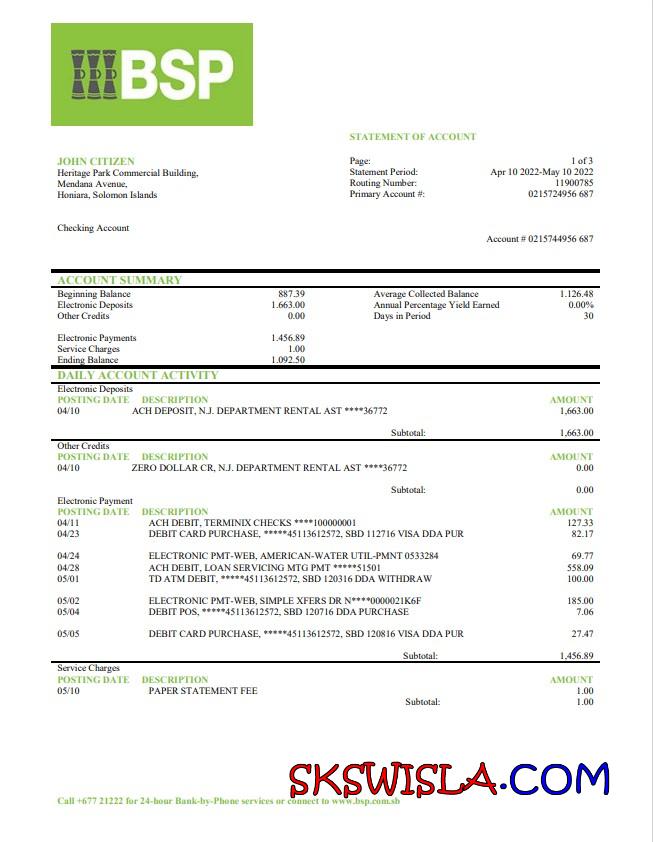 BSP
STATEMENT OF ACCOUNT
JOHN CITIZEN
Heritage Park Commercial Building,
Mendana Avenue,
Honiara, Solomon Islands
Page: 1 of 3
Statement Period: Apr 10 2022-May 10 2022
Routing Number: 11900785
Primary Account #: 0215724956 687
Checking Account
Account # 0215744956 687
ACCOUNT SUMMARY
Beginning Balance 887.39 Average Collected Balance 1.126.48
Electronic Deposits 1.663.00 Annual Percentage Yield Earned 0.00%
Other Credits 0.00 Days in Period 30
Electronic Payments 1.456.89
Service Charges 1.00
Ending Balance 1.092.50
DAILY ACCOUNT ACTIVITY
Electronic Deposits
POSTING DATE DESCRIPTION AMOUNT
04/10 ACH DEPOSIT, N.J. DEPARTMENT RENTAL AST ****36772 1,663.00
Subtotal: 1,663.00
Other Credits
POSTING DATE DESCRIPTION AMOUNT
04/10 ZERO DOLLAR CR, N.J. DEPARTMENT RENTAL AST ****36772 0.00
Subtotal: 0.00
Electronic Payment
POSTING DATE DESCRIPTION AMOUNT
04/11 ACH DEBIT, TERMINIX CHECKS ****100000001 127.33
04/23 DEBIT CARD PURCHASE, *****45113612572, SBD 112716 VISA DDA PUR 82.17
04/24 ELECTRONIC PMT-WEB, AMERICAN-WATER UTIL-PMNT 0533284 69.77
04/28 ACH DEBIT, LOAN SERVICING MTG PMT *****51501 558.09
05/01 TD ATM DEBIT, *****45113612572, SBD 120316 DDA WITHDRAW 100.00
05/02 ELECTRONIC PMT-WEB, SIMPLE XFERS DR N****0000021K6F 185.00
05/04 DEBIT POS, *****45113612572, SBD 120716 DDA PURCHASE 7.06
05/05 DEBIT CARD PURCHASE, *****45113612572, SBD 120816 VISA DDA PUR 27.47
Subtotal: 1,456.89
Service Charges
POSTING DATE DESCRIPTION AMOUNT
05/10 PAPER STATEMENT FEE 1.00
Subtotal: 1.00
SKSWISLA.COM
Call +677 21222 for 24-hour Bank-by-Phone services or connect to www.bsp.com.sb